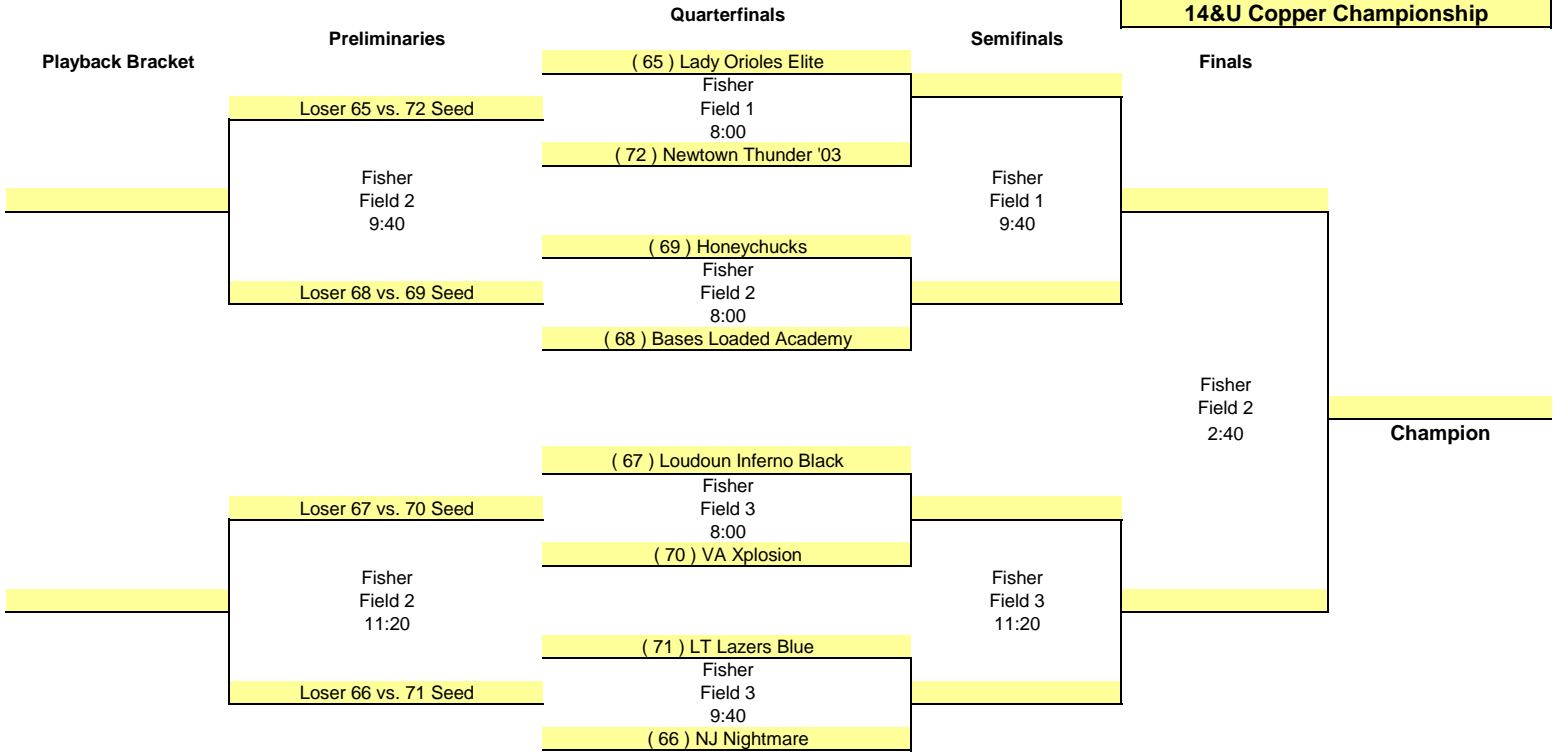 Quarterfinals
14&U Copper Championship
Preliminaries
Semifinals
Playback Bracket
( 65 ) Lady Orioles Elite
Finals
Fisher
Loser 65 vs. 72 Seed
Field 1
8:00
( 72 ) Newtown Thunder '03
Fisher
Field 2
9:40
Fisher
Field 1
9:40
( 69 ) Honeychucks
Fisher
Loser 68 vs. 69 Seed
Field 2
8:00
( 68 ) Bases Loaded Academy
Fisher
Field 2
2:40
Champion
( 67 ) Loudoun Inferno Black
Fisher
Loser 67 vs. 70 Seed
Field 3
8:00
( 70 ) VA Xplosion
Fisher
Field 2
11:20
Fisher
Field 3
11:20
( 71 ) LT Lazers Blue
Fisher
Loser 66 vs. 71 Seed
Field 3
9:40
( 66 ) NJ Nightmare